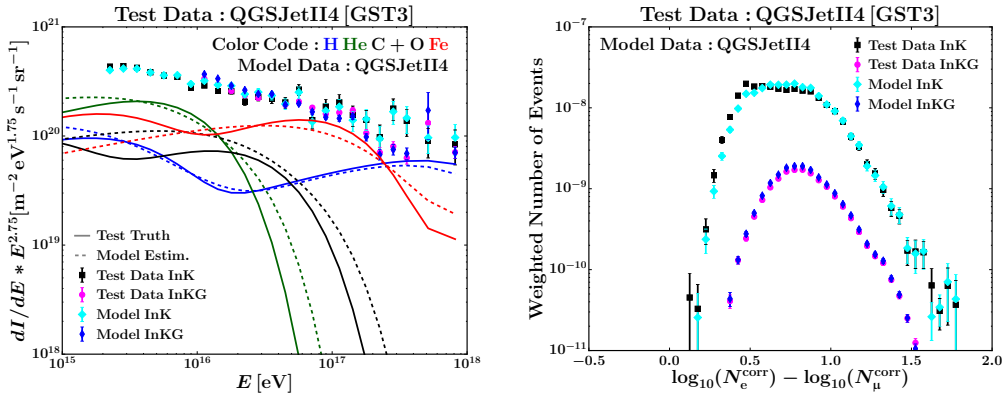 Test Data : QGSJetII4 [GST3]
Color Code : H He C + O Fe
Model Data : QGSJetII4
10^21
10^20
10^19
10^18
dI/dE * E^2.75 [m^−2 eV^1.75 s^−1 sr^−1]
Test Truth
Model Estim.
Test Data InK
Test Data InKG
Model InK
Model InKG
10^15
10^16
10^17
10^18
E [eV]
Test Data : QGSJetII4 [GST3]
Model Data : QGSJetII4
Test Data InK
Test Data InKG
Model InK
Model InKG
10^−7
10^−8
10^−9
10^−10
10^−11
Weighted Number of Events
−0.5
0.0
0.5
1.0
1.5
2.0
log10(N_e^corr) − log10(N_μ^corr)